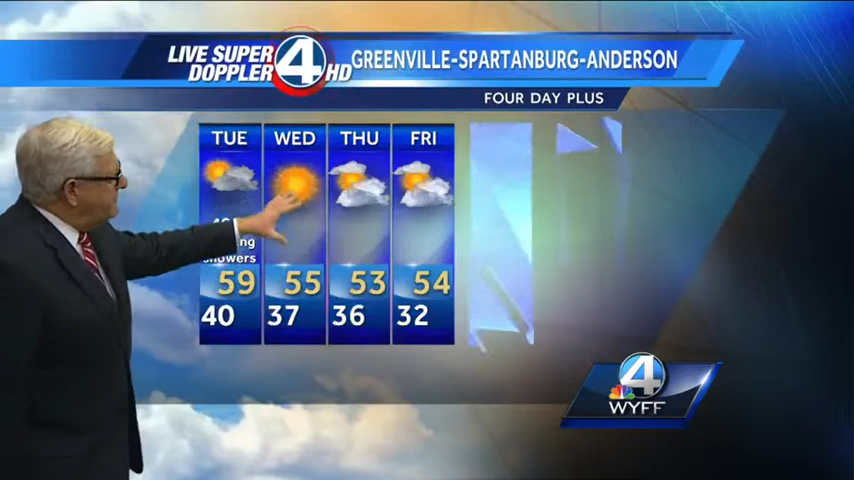 LIVE SUPER
DOPPLER 4 HD
GREENVILLE-SPARTANBURG-ANDERSON
FOUR DAY PLUS
TUE WED THU FRI
showers
59 55 53 54
40 37 36 32
4
WYFF